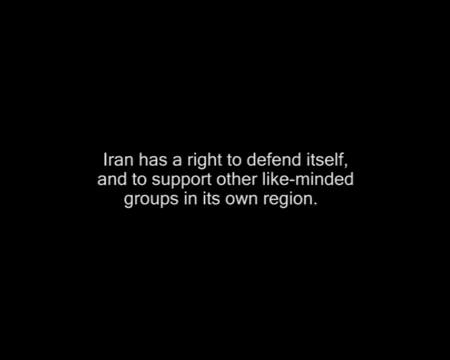 Iran has a right to defend itself,
and to support other like-minded
groups in its own region.